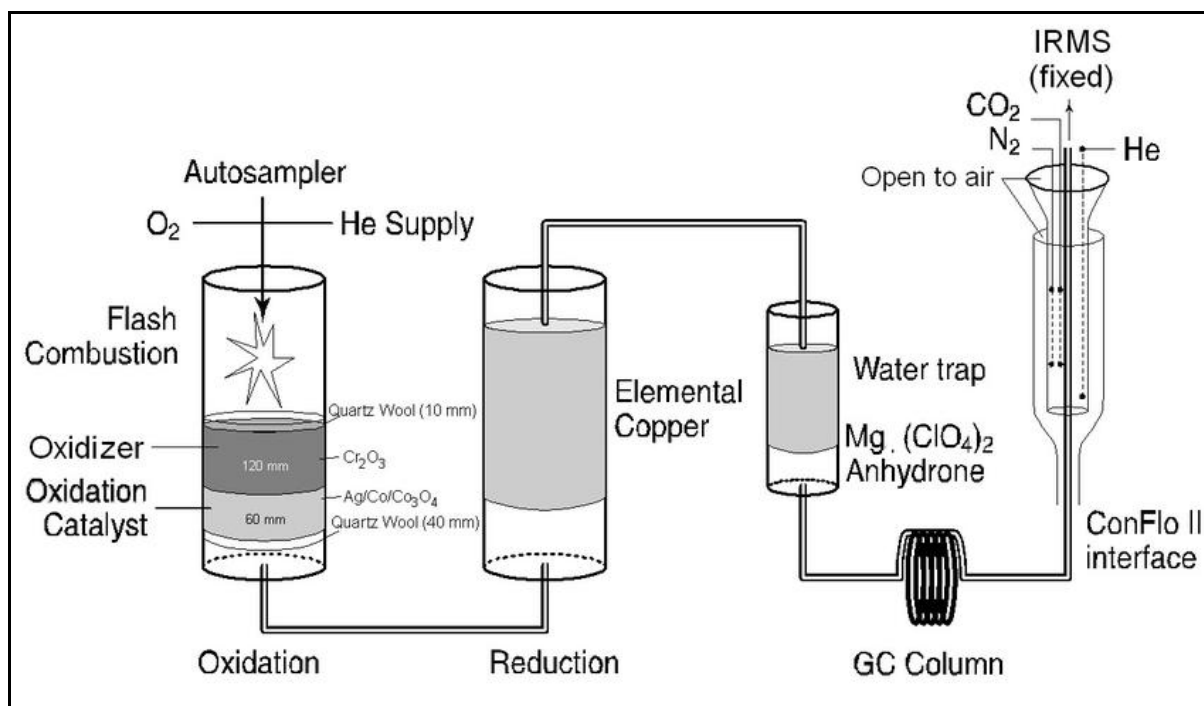 IRMS
(fixed)
CO₂
N₂
He
Open to air
Autosampler
O₂
He Supply
Flash
Combustion
Quartz Wool (10 mm)
Oxidizer
120 mm
Cr₂O₃
Oxidation
Catalyst
Ag/Co/Co₃O₄
60 mm
Quartz Wool (40 mm)
Elemental
Copper
Water trap
Mg.(ClO₄)₂
Anhydrone
ConFlo II
interface
Oxidation
Reduction
GC Column